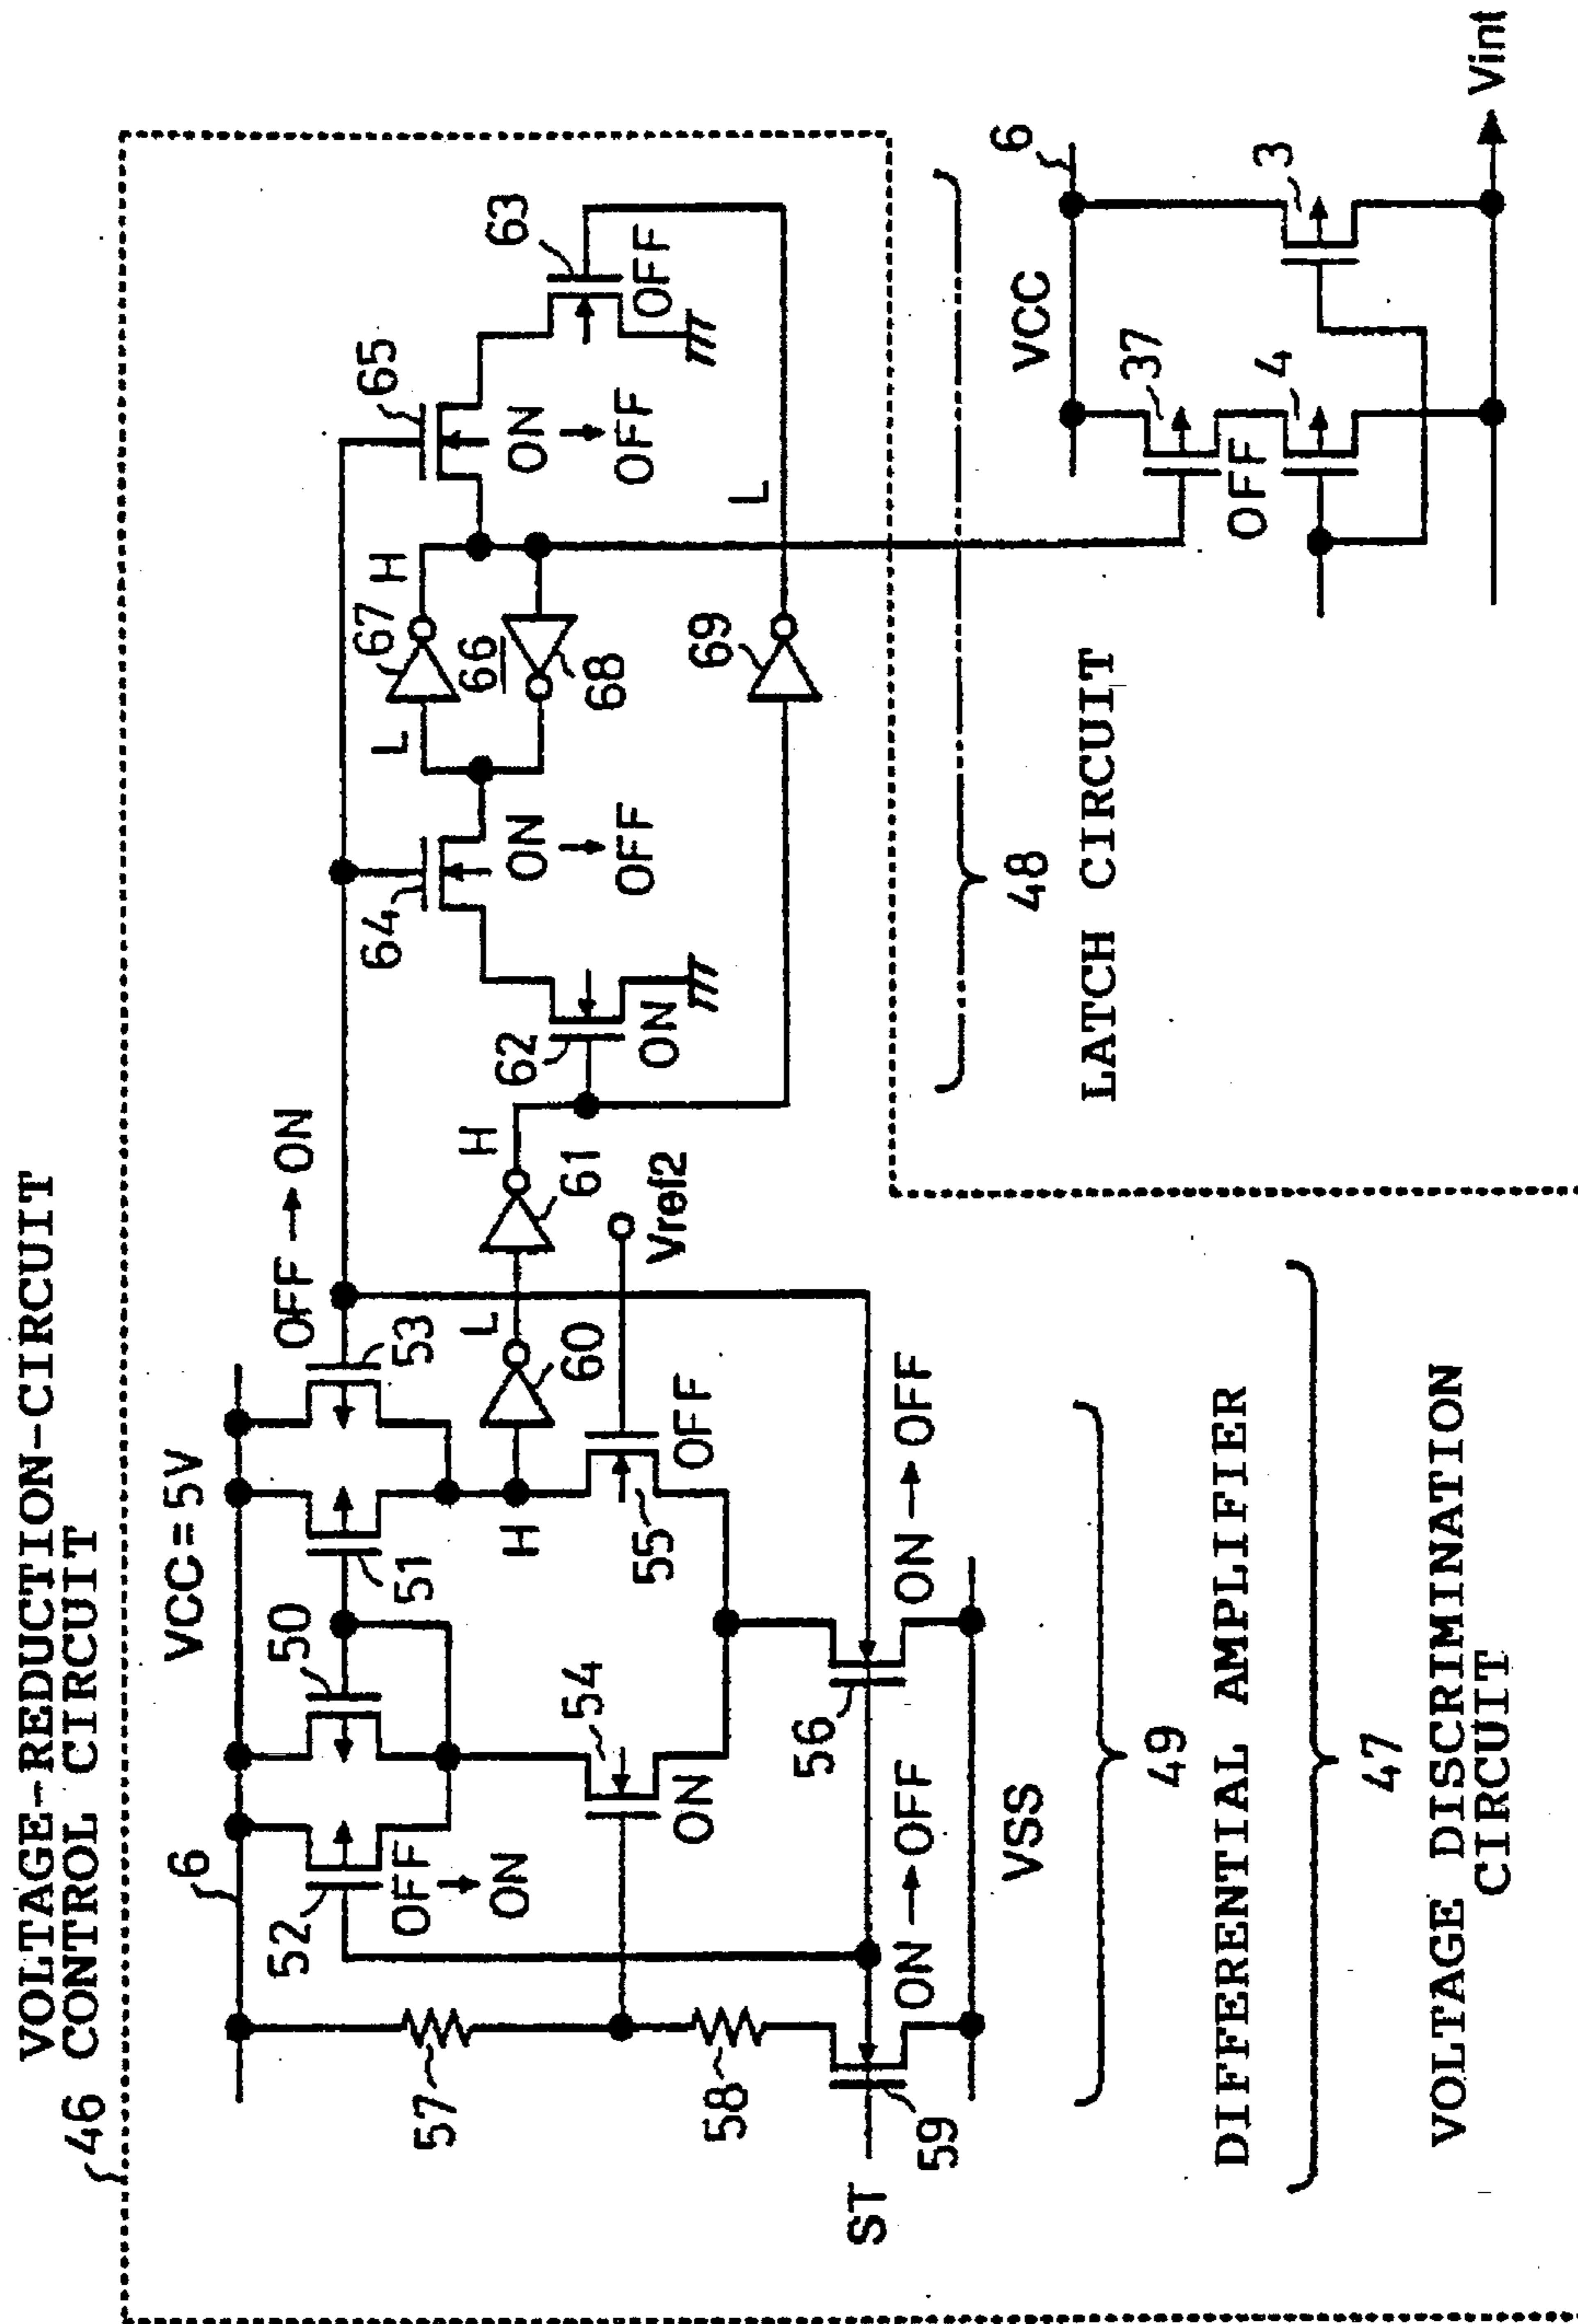 VOLTAGE-REDUCTION-CIRCUIT
46 CONTROL CIRCUIT
6
VCC=5V
OFF → ON
52
OFF
↓
ON
50
51
53
57
54
ON
H
55
OFF
60
L
61
H
Vref2
58
ST
59
ON → OFF
56
ON → OFF
VSS
49
DIFFERENTIAL AMPLIFIER
47
VOLTAGE DISCRIMINATION
CIRCUIT
62
ON
64
ON
↓
OFF
L
67
H
66
68
65
ON
↓
OFF
63
OFF
69
L
48
LATCH CIRCUIT
VCC
6
37
OFF
4
3
Vint